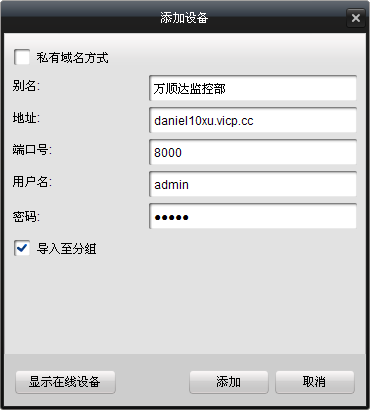 添加设备
私有域名方式
别名: 万顺达监控部
地址: daniel10xu.vicp.cc
端口号: 8000
用户名: admin
密码: ●●●●●
导入至分组
显示在线设备 添加 取消